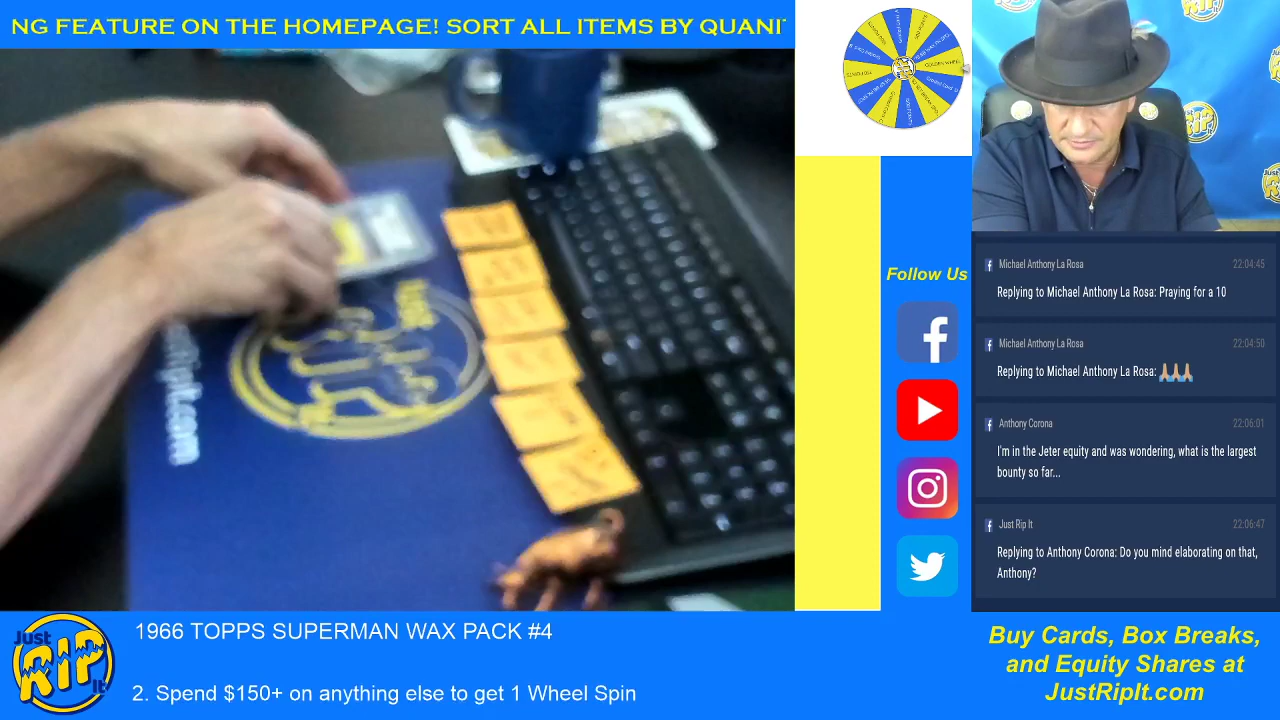 NG FEATURE ON THE HOMEPAGE! SORT ALL ITEMS BY QUANI
GOLDEN WHEEL
Follow Us
Michael Anthony La Rosa 22:04:45
Replying to Michael Anthony La Rosa: Praying for a 10
Michael Anthony La Rosa 22:04:50
Replying to Michael Anthony La Rosa: 🙏🙏🙏
Anthony Corona 22:06:01
I'm in the Jeter equity and was wondering, what is the largest
bounty so far...
Just Rip It 22:06:47
Replying to Anthony Corona: Do you mind elaborating on that,
Anthony?
Just
RIP
It
1966 TOPPS SUPERMAN WAX PACK #4
2. Spend $150+ on anything else to get 1 Wheel Spin
Buy Cards, Box Breaks,
and Equity Shares at
JustRipIt.com